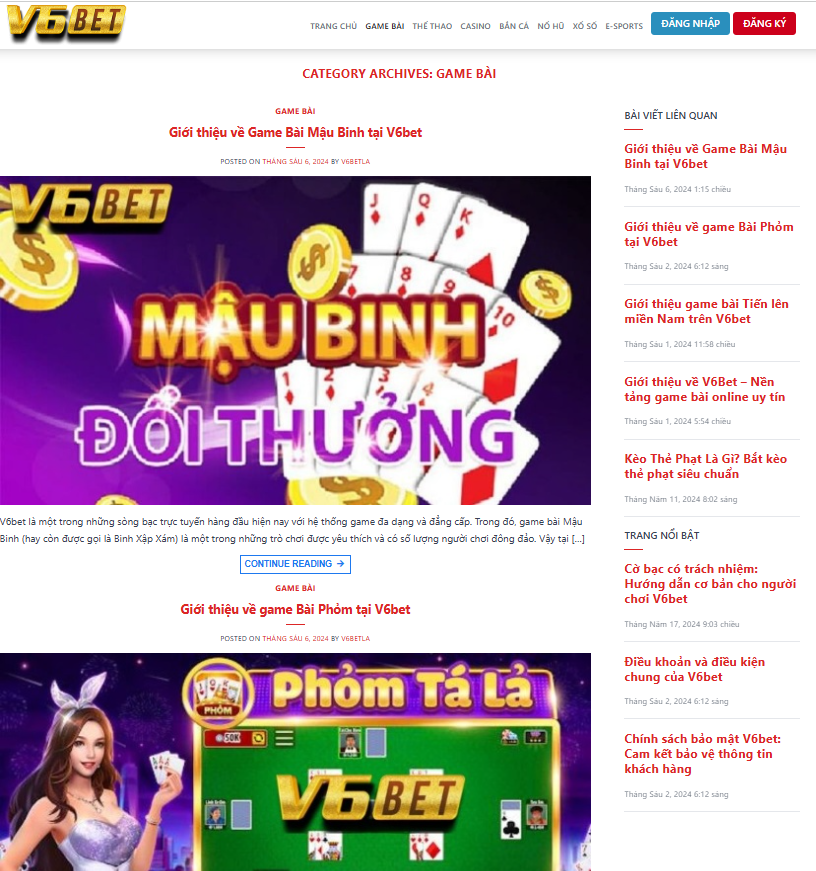 V6BET
TRANG CHỦ GAME BÀI THỂ THAO CASINO BẮN CÁ NỔ HŨ XỔ SỐ E-SPORTS ĐĂNG NHẬP ĐĂNG KÝ
CATEGORY ARCHIVES: GAME BÀI
GAME BÀI
Giới thiệu về Game Bài Mậu Binh tại V6bet
POSTED ON THÁNG SÁU 6, 2024 BY V6BETLA
V6BET
J Q K
7 8 9 10
MẬU BINH
1 2 3 4
ĐỔI THƯỞNG
V6bet là một trong những sòng bạc trực tuyến hàng đầu hiện nay với hệ thống game đa dạng và đẳng cấp. Trong đó, game bài Mậu
Binh (hay còn được gọi là Binh Xập Xám) là một trong những trò chơi được yêu thích và có số lượng người chơi đông đảo. Vậy tại [...]
CONTINUE READING →
GAME BÀI
Giới thiệu về game Bài Phỏm tại V6bet
POSTED ON THÁNG SÁU 6, 2024 BY V6BETLA
PHỎM
Phỏm Tá Lả
50K
V6BET
BÀI VIẾT LIÊN QUAN
Giới thiệu về Game Bài Mậu
Binh tại V6bet
Tháng Sáu 6, 2024 1:15 chiều
Giới thiệu về game Bài Phỏm
tại V6bet
Tháng Sáu 2, 2024 6:12 sáng
Giới thiệu game bài Tiến lên
miền Nam trên V6bet
Tháng Sáu 1, 2024 11:58 chiều
Giới thiệu về V6Bet – Nền
tảng game bài online uy tín
Tháng Sáu 1, 2024 5:54 chiều
Kèo Thẻ Phạt Là Gì? Bắt kèo
thẻ phạt siêu chuẩn
Tháng Năm 11, 2024 8:02 sáng
TRANG NỔI BẬT
Cờ bạc có trách nhiệm:
Hướng dẫn cơ bản cho người
chơi V6bet
Tháng Năm 17, 2024 9:03 chiều
Điều khoản và điều kiện
chung của V6bet
Tháng Sáu 2, 2024 6:12 sáng
Chính sách bảo mật V6bet:
Cam kết bảo vệ thông tin
khách hàng
Tháng Sáu 2, 2024 6:12 sáng